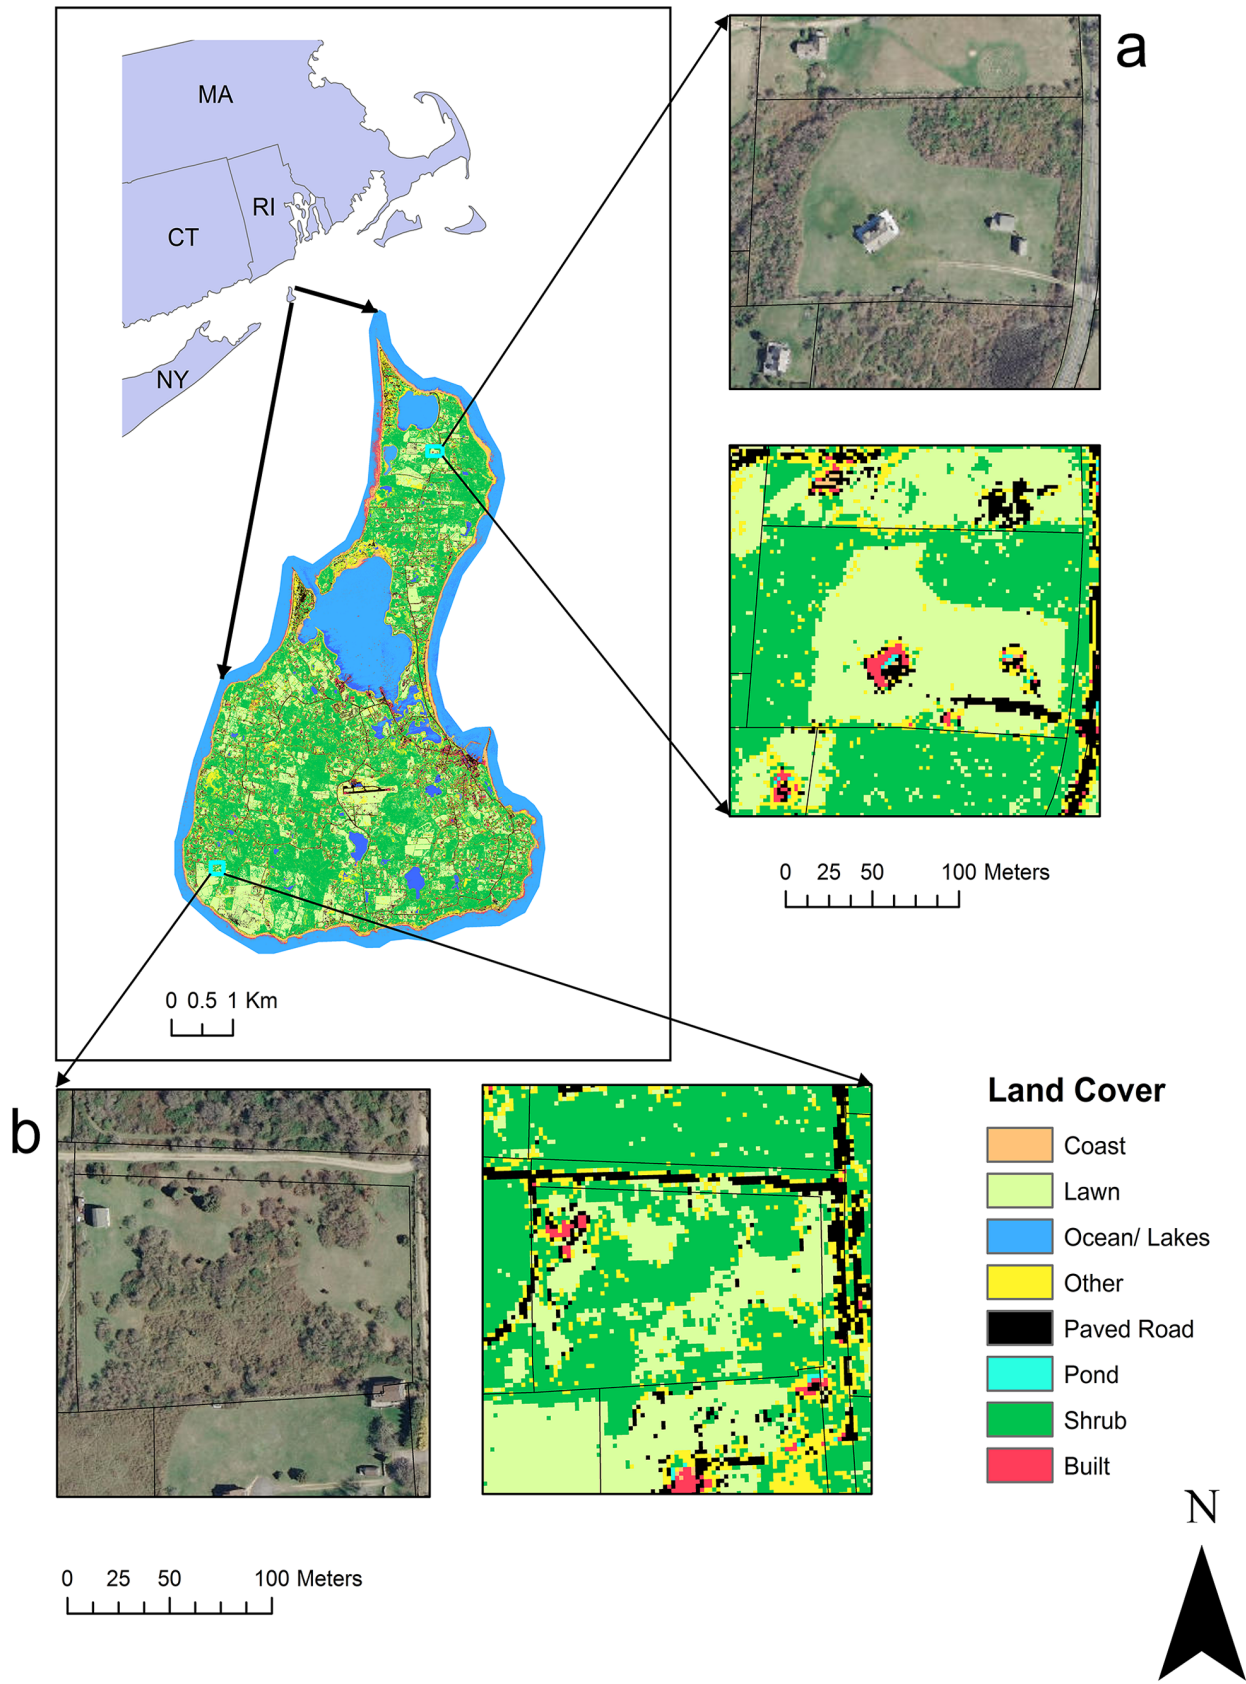 a
MA
RI
CT
NY
0 25 50 100 Meters
0 0.5 1 Km
b
Land Cover
Coast
Lawn
Ocean/ Lakes
Other
Paved Road
Pond
Shrub
Built
N
0 25 50 100 Meters